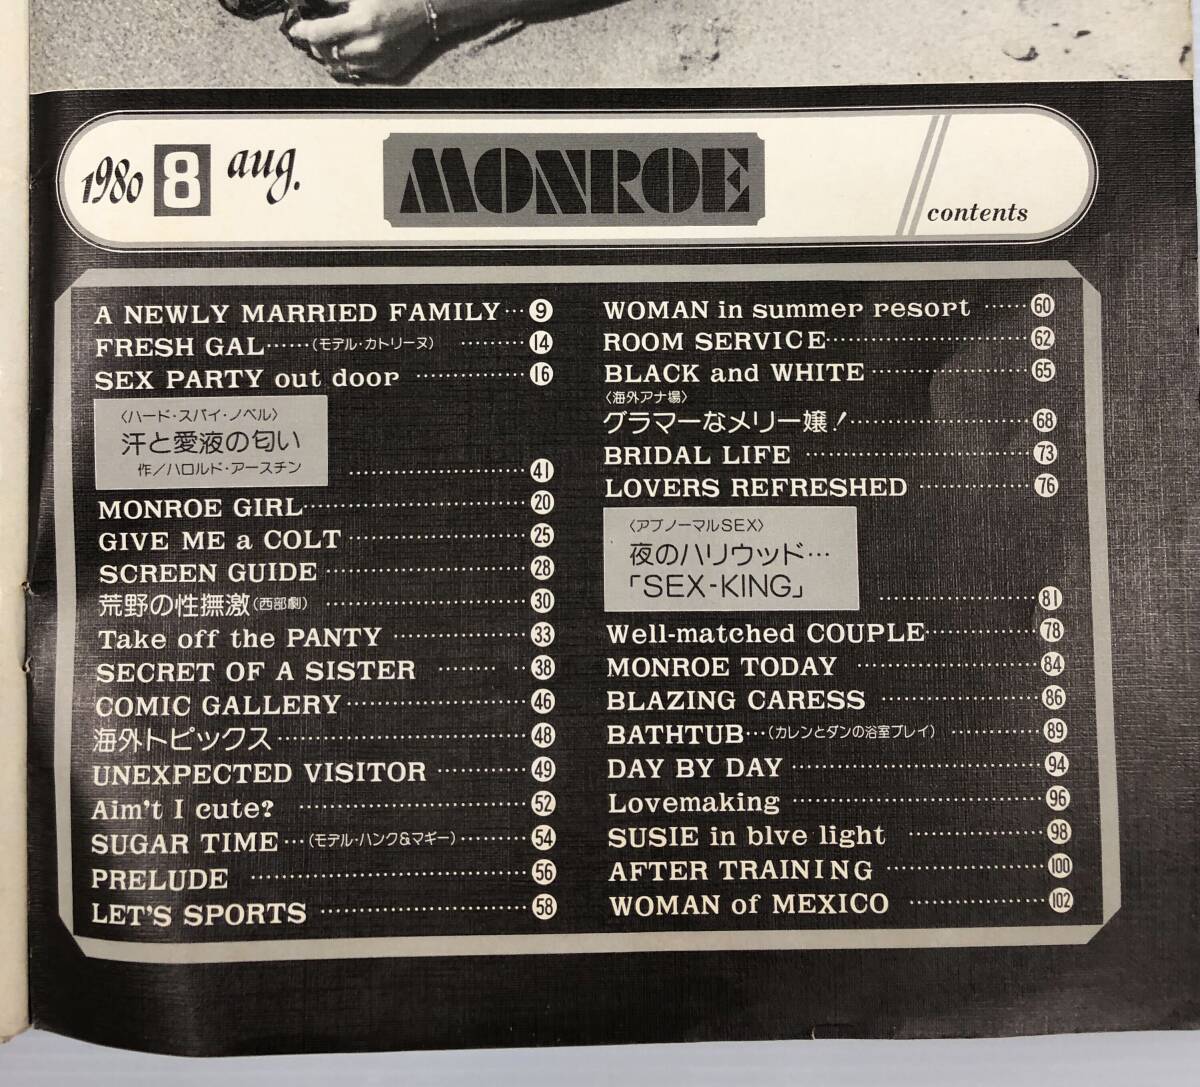 1980 8 aug.
MONROE
contents
A NEWLY MARRIED FAMILY…9
FRESH GAL……(モデル・カトリーヌ)………14
SEX PARTY out door……………16
〈ハード・スパイ・ノベル〉
汗と愛液の匂い
作／ハロルド・アースチン
……………………41
MONROE GIRL……………………20
GIVE ME a COLT…………………25
SCREEN GUIDE…………………28
荒野の性撫激(西部劇)…………………30
Take off the PANTY……………33
SECRET OF A SISTER……… …38
COMIC GALLERY…………………46
海外トピックス……………………48
UNEXPECTED VISITOR…………49
Aim't I cute?……………………52
SUGAR TIME…(モデル・ハンク&マギー)………54
PRELUDE…………………………56
LET'S SPORTS…………………58
WOMAN in summer resort……60
ROOM SERVICE……………………62
BLACK and WHITE………………65
〈海外アナ場〉
グラマーなメリー嬢！…………………68
BRIDAL LIFE……………………73
LOVERS REFRESHED……………76
〈アブノーマルSEX〉
夜のハリウッド…
「SEX-KING」
………………81
Well-matched COUPLE……………78
MONROE TODAY…………………84
BLAZING CARESS………………86
BATHTUB…(カレンとダンの浴室プレイ)…………89
DAY BY DAY………………………94
Lovemaking………………………96
SUSIE in blve light……………98
AFTER TRAINING………………100
WOMAN of MEXICO……………102